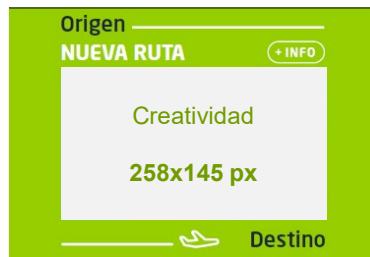 Origen
NUEVA RUTA
+ INFO
Creatividad
258x145 px
Destino